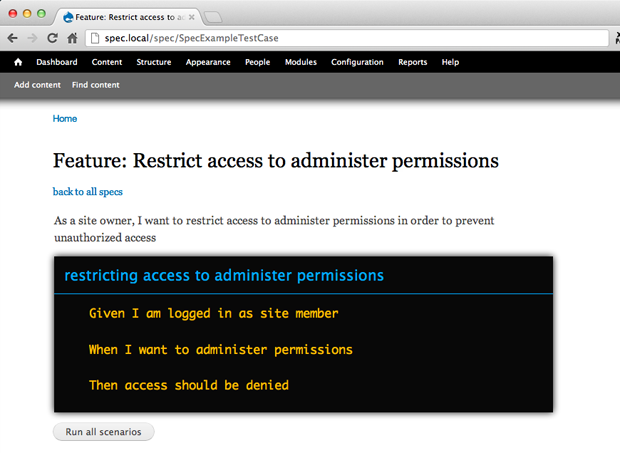 Feature: Restrict access to ad
spec.local/spec/SpecExampleTestCase
Dashboard Content Structure Appearance People Modules Configuration Reports Help
Add content Find content
Home
Feature: Restrict access to administer permissions
back to all specs
As a site owner, I want to restrict access to administer permissions in order to prevent
unauthorized access
restricting access to administer permissions
Given I am logged in as site member
When I want to administer permissions
Then access should be denied
Run all scenarios